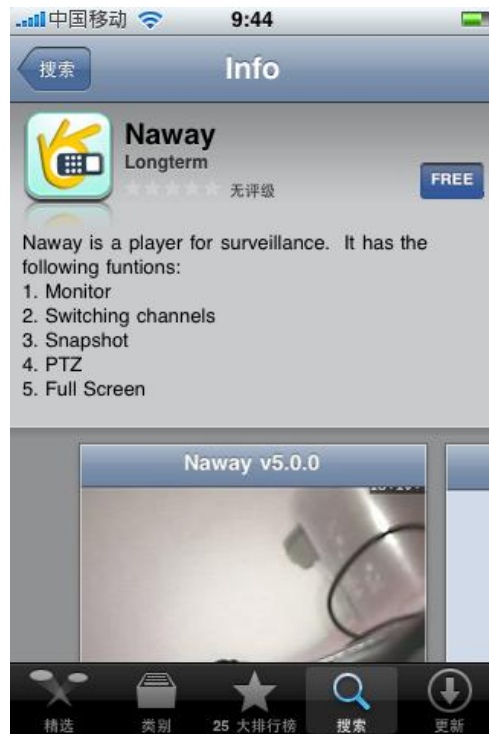 中国移动 9:44
搜索 Info
Naway
Longterm
无评级
FREE
Naway is a player for surveillance. It has the
following funtions:
1. Monitor
2. Switching channels
3. Snapshot
4. PTZ
5. Full Screen
Naway v5.0.0
精选 类别 25 大排行榜 搜索 更新